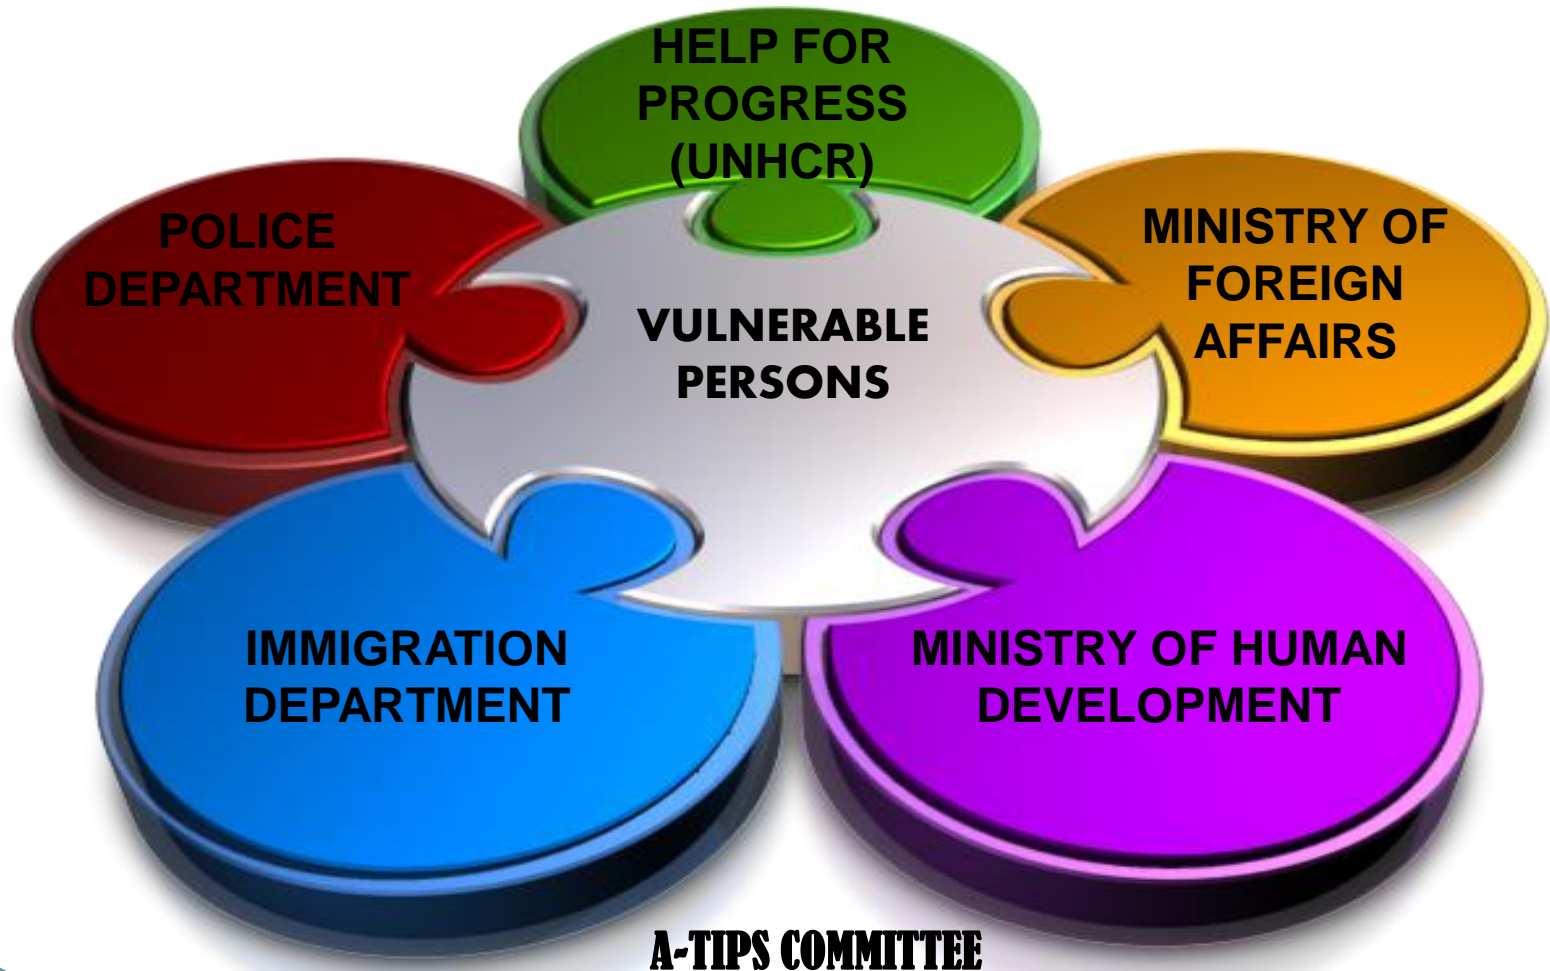 HELP FOR
PROGRESS
(UNHCR)
POLICE
DEPARTMENT
MINISTRY OF
FOREIGN
AFFAIRS
VULNERABLE
PERSONS
IMMIGRATION
DEPARTMENT
MINISTRY OF HUMAN
DEVELOPMENT
A-TIPS COMMITTEE